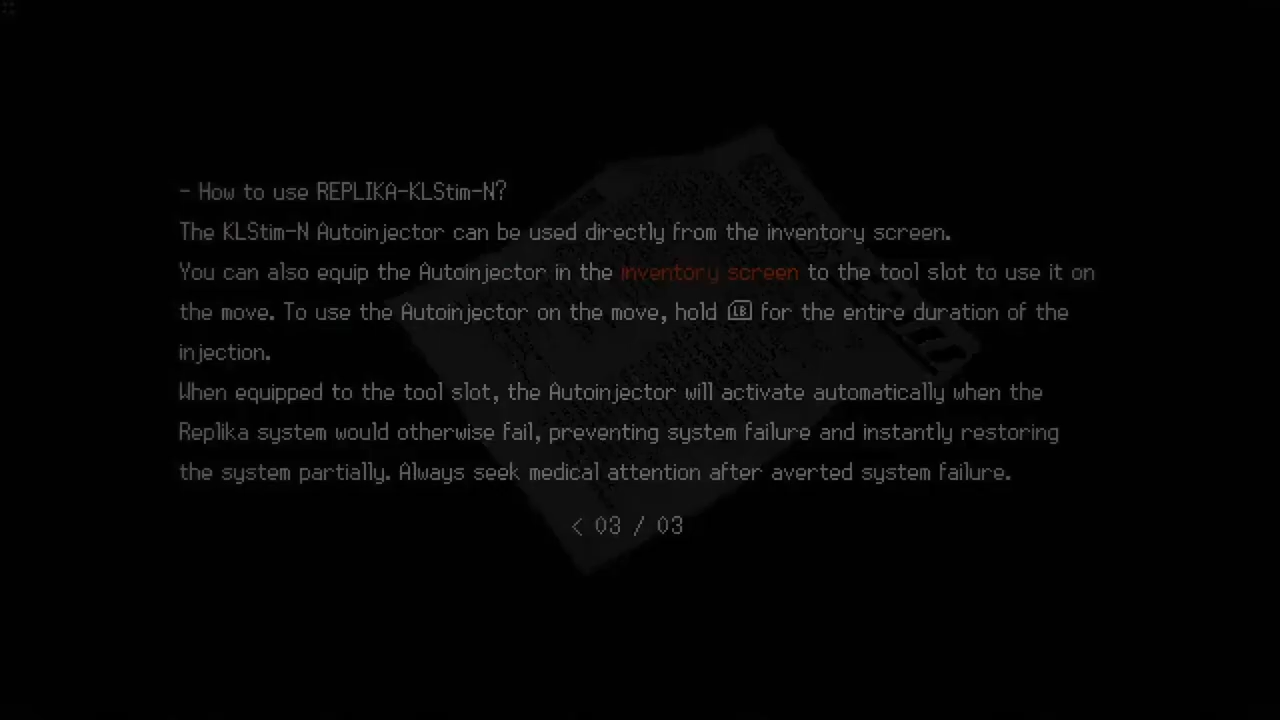 - How to use REPLIKA-KLStim-N?
The KLStim-N Autoinjector can be used directly from the inventory screen.
You can also equip the Autoinjector in the inventory screen to the tool slot to use it on
the move. To use the Autoinjector on the move, hold LB for the entire duration of the
injection.
When equipped to the tool slot, the Autoinjector will activate automatically when the
Replika system would otherwise fail, preventing system failure and instantly restoring
the system partially. Always seek medical attention after averted system failure.
< 03 / 03